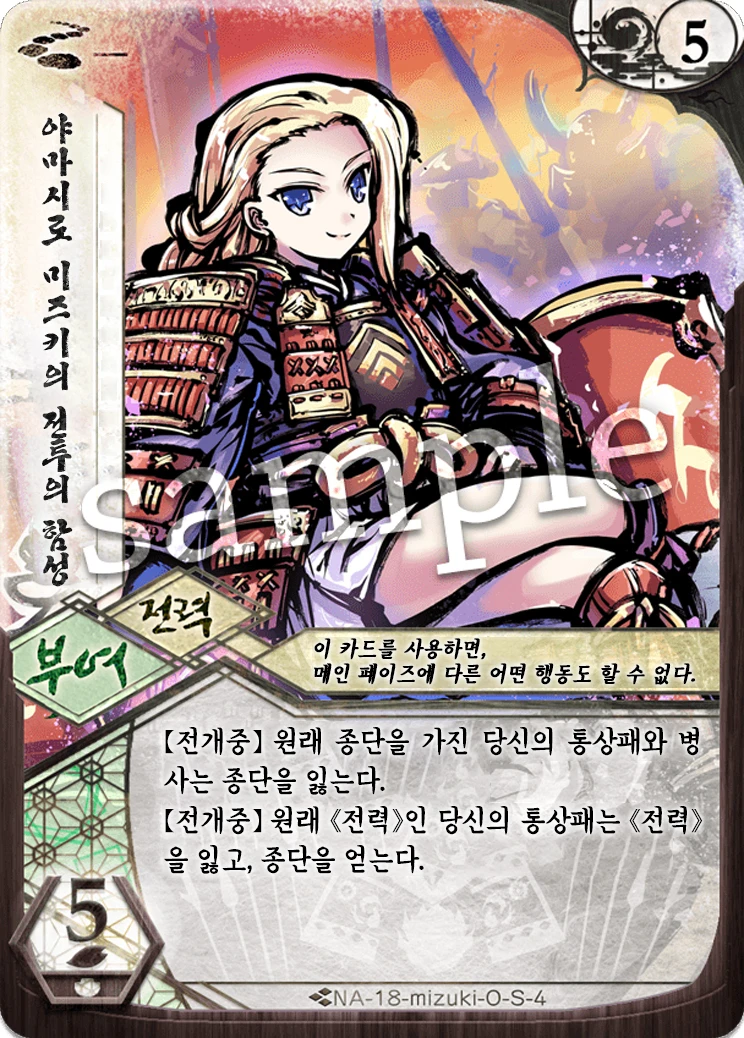 5
야마시로 미즈키의 전투의 함성
sample
전력
부여
이 카드를 사용하면,
메인 페이즈에 다른 어떤 행동도 할 수 없다.
【전개중】 원래 종단을 가진 당신의 통상패와 병
사는 종단을 잃는다.
【전개중】 원래 《전력》인 당신의 통상패는 《전력》
을 잃고, 종단을 얻는다.
5
NA-18-mizuki-O-S-4